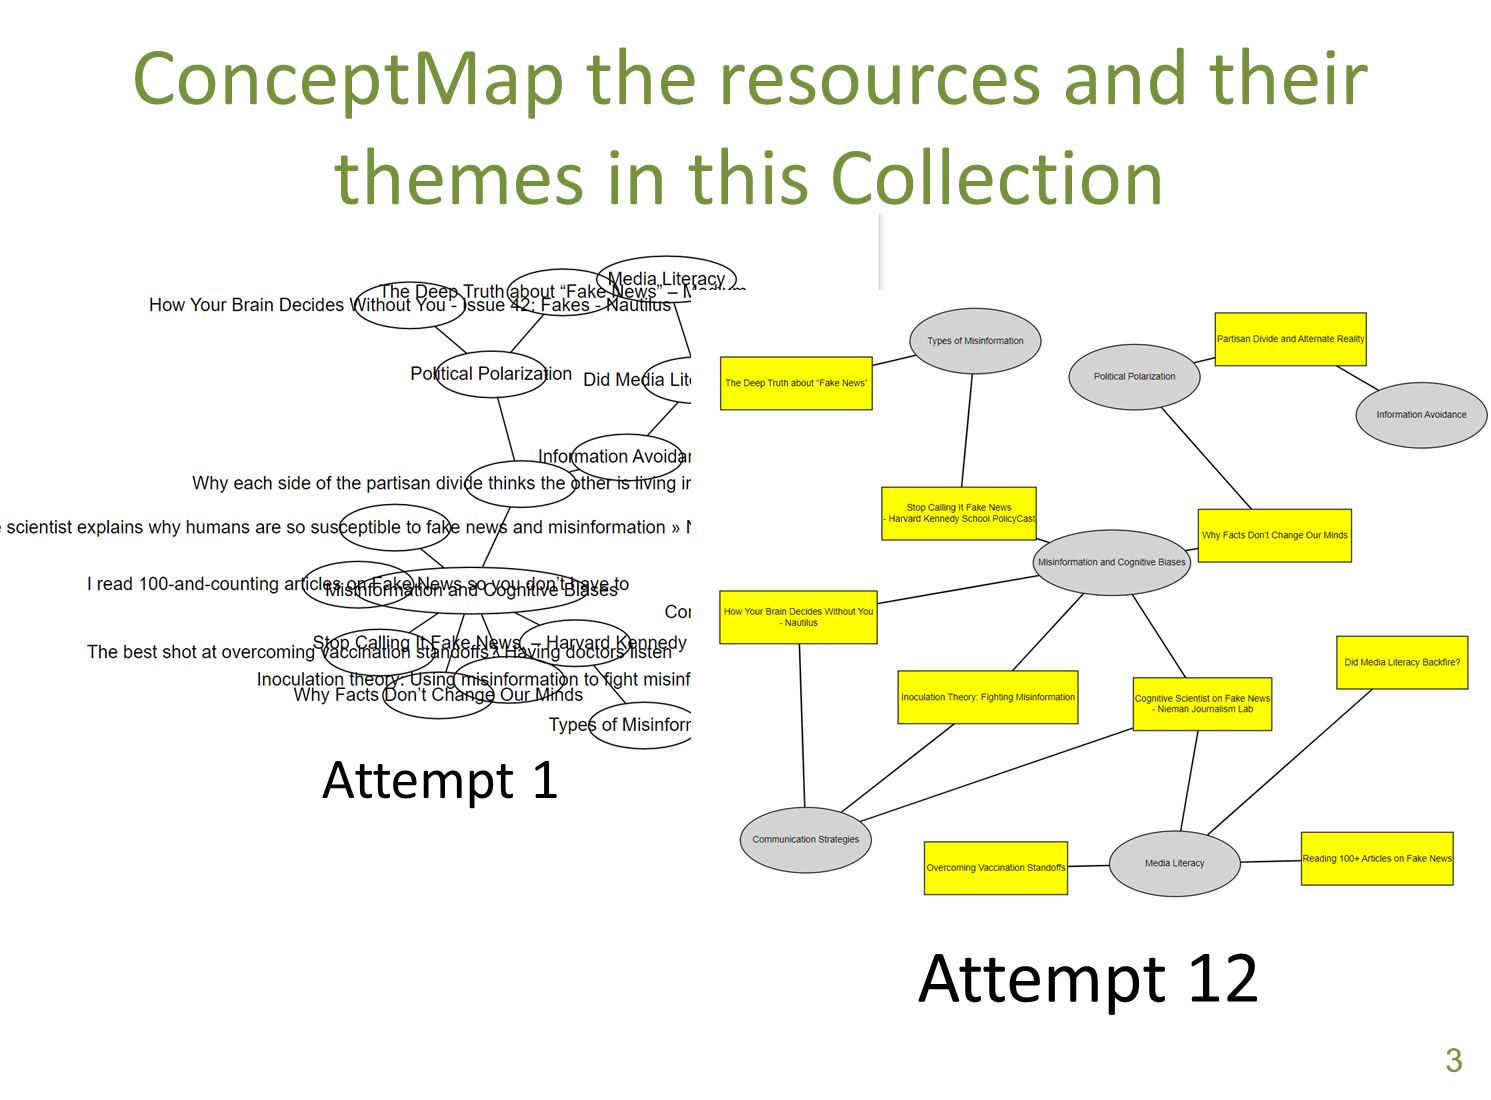 ConceptMap the resources and their
themes in this Collection
Media Literacy
The Deep Truth about “Fake News” – Medium
How Your Brain Decides Without You - Issue 42: Fakes - Nautilus
Political Polarization
Did Media Lit
Information Avoida
Why each side of the partisan divide thinks the other is living in
scientist explains why humans are so susceptible to fake news and misinformation »
I read 100-and-counting articles on Fake News so you don’t have to
Misinformation and Cognitive Biases
Stop Calling It Fake News. – Harvard Kennedy
The best shot at overcoming vaccination standoffs? Having doctors listen
Inoculation theory: Using misinformation to fight misinf
Why Facts Don’t Change Our Minds
Types of Misinfor
Attempt 1
Types of Misinformation
The Deep Truth about “Fake News”
Political Polarization
Partisan Divide and Alternate Reality
Information Avoidance
Stop Calling It Fake News
- Harvard Kennedy School PolicyCast
Why Facts Don’t Change Our Minds
Misinformation and Cognitive Biases
How Your Brain Decides Without You
- Nautilus
Inoculation Theory: Fighting Misinformation
Cognitive Scientist on Fake News
- Nieman Journalism Lab
Did Media Literacy Backfire?
Communication Strategies
Overcoming Vaccination Standoffs
Media Literacy
Reading 100+ Articles on Fake News
Attempt 12
3